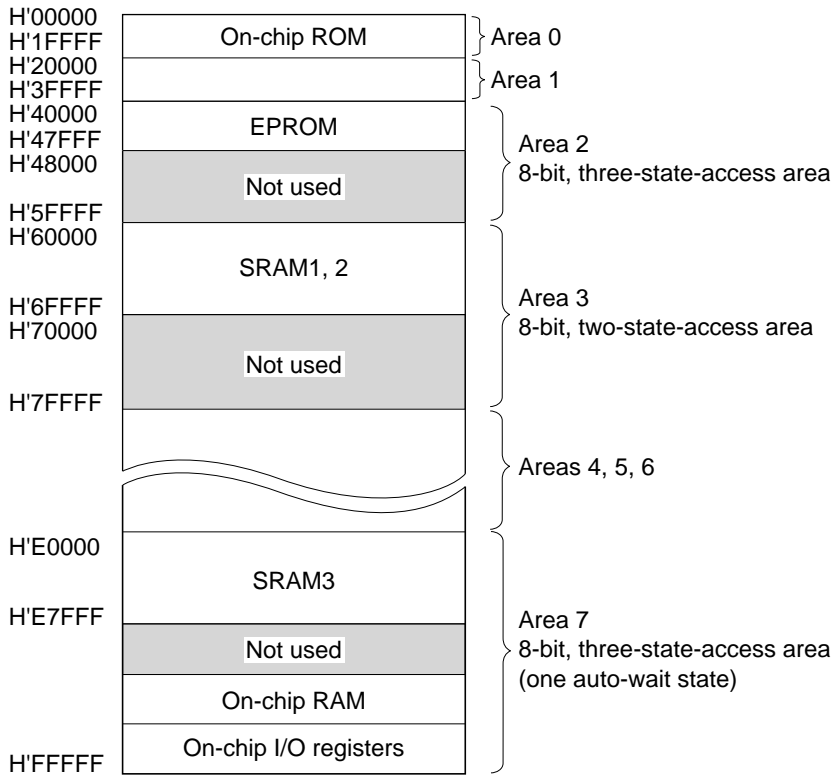 H'00000
On-chip ROM
Area 0
H'1FFFF
H'20000
Area 1
H'3FFFF
H'40000
EPROM
H'47FFF
Area 2
8-bit, three-state-access area
H'48000
Not used
H'5FFFF
H'60000
SRAM1, 2
H'6FFFF
Area 3
8-bit, two-state-access area
H'70000
Not used
H'7FFFF
Areas 4, 5, 6
H'E0000
SRAM3
H'E7FFF
Area 7
8-bit, three-state-access area
(one auto-wait state)
Not used
On-chip RAM
On-chip I/O registers
H'FFFFF